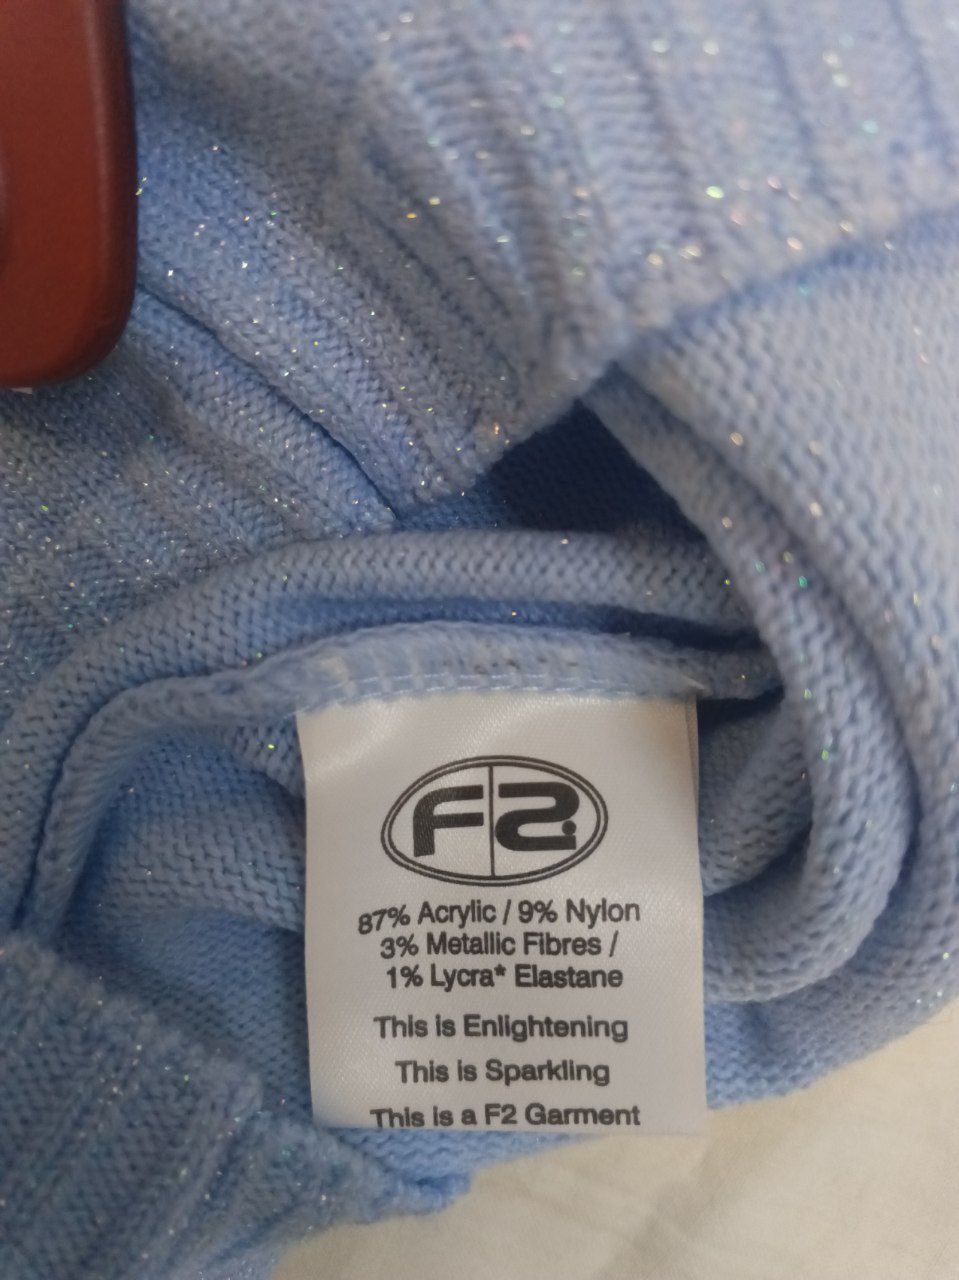 F2
87% Acrylic / 9% Nylon
3% Metallic Fibres /
1% Lycra* Elastane
This is Enlightening
This is Sparkling
This is a F2 Garment